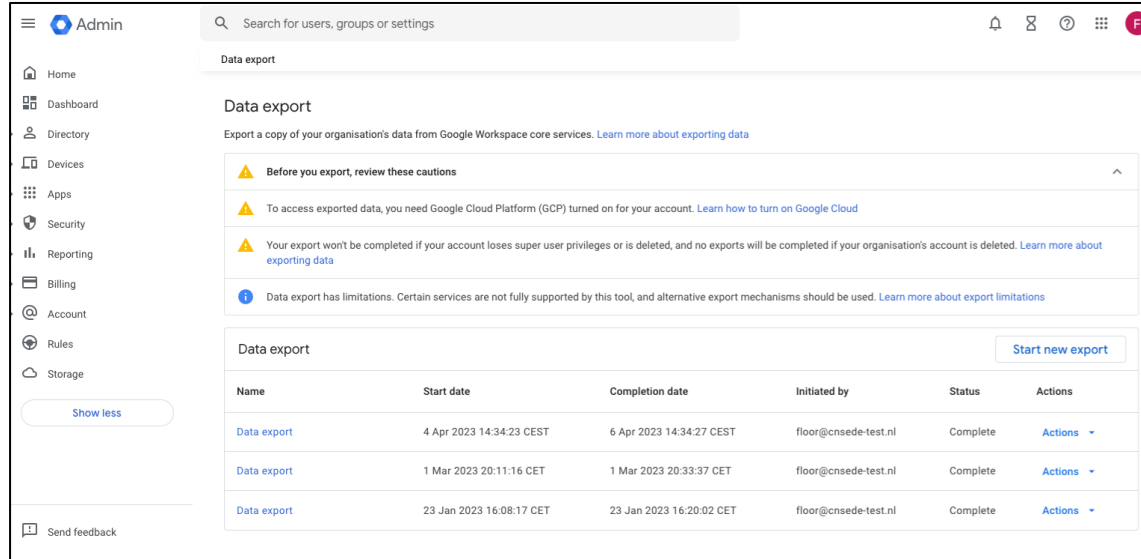 Admin
Search for users, groups or settings
F
Data export
Home
Dashboard
Directory
Devices
Apps
Security
Reporting
Billing
Account
Rules
Storage
Show less
Send feedback
Data export
Export a copy of your organisation's data from Google Workspace core services. Learn more about exporting data
Before you export, review these cautions
To access exported data, you need Google Cloud Platform (GCP) turned on for your account. Learn how to turn on Google Cloud
Your export won't be completed if your account loses super user privileges or is deleted, and no exports will be completed if your organisation's account is deleted. Learn more about
exporting data
Data export has limitations. Certain services are not fully supported by this tool, and alternative export mechanisms should be used. Learn more about export limitations
Data export Start new export
Name Start date Completion date Initiated by Status Actions
Data export 4 Apr 2023 14:34:23 CEST 6 Apr 2023 14:34:27 CEST floor@cnsede-test.nl Complete Actions
Data export 1 Mar 2023 20:11:16 CET 1 Mar 2023 20:33:37 CET floor@cnsede-test.nl Complete Actions
Data export 23 Jan 2023 16:08:17 CET 23 Jan 2023 16:20:02 CET floor@cnsede-test.nl Complete Actions